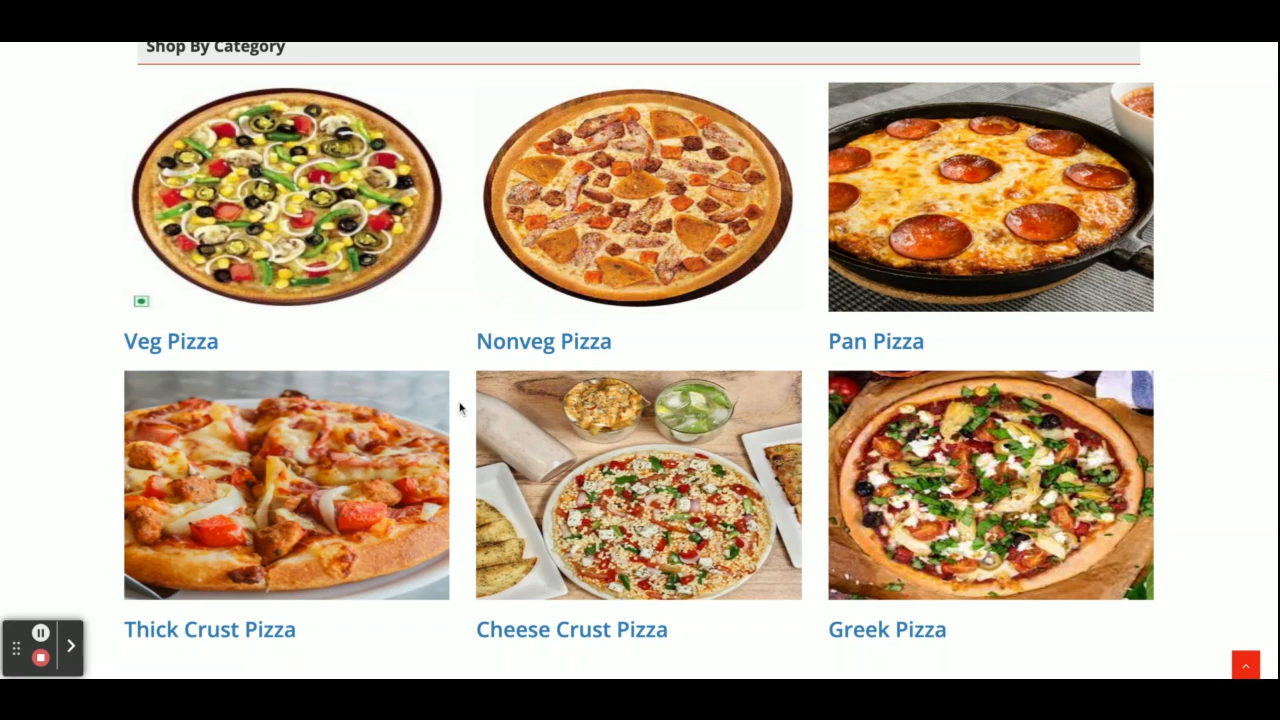 Shop By Category
Veg Pizza
Nonveg Pizza
Pan Pizza
Thick Crust Pizza
Cheese Crust Pizza
Greek Pizza